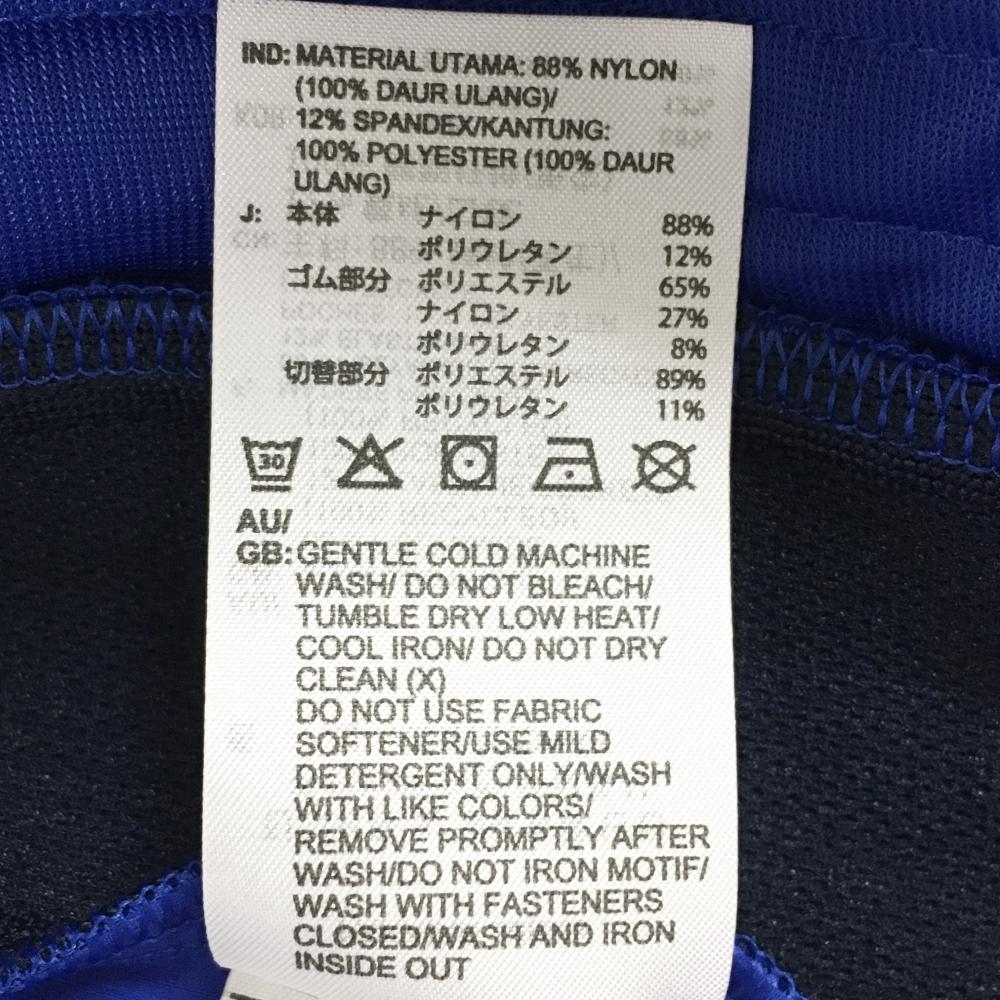 IND: MATERIAL UTAMA: 88% NYLON
(100% DAUR ULANG)/
12% SPANDEX/KANTUNG:
100% POLYESTER (100% DAUR
ULANG)
J: 本体 ナイロン 88%
ポリウレタン 12%
ゴム部分 ポリエステル 65%
ナイロン 27%
ポリウレタン 8%
切替部分 ポリエステル 89%
ポリウレタン 11%
30
AU/
GB: GENTLE COLD MACHINE
WASH/ DO NOT BLEACH/
TUMBLE DRY LOW HEAT/
COOL IRON/ DO NOT DRY
CLEAN (X)
DO NOT USE FABRIC
SOFTENER/USE MILD
DETERGENT ONLY/WASH
WITH LIKE COLORS/
REMOVE PROMPTLY AFTER
WASH/DO NOT IRON MOTIF/
WASH WITH FASTENERS
CLOSED/WASH AND IRON
INSIDE OUT